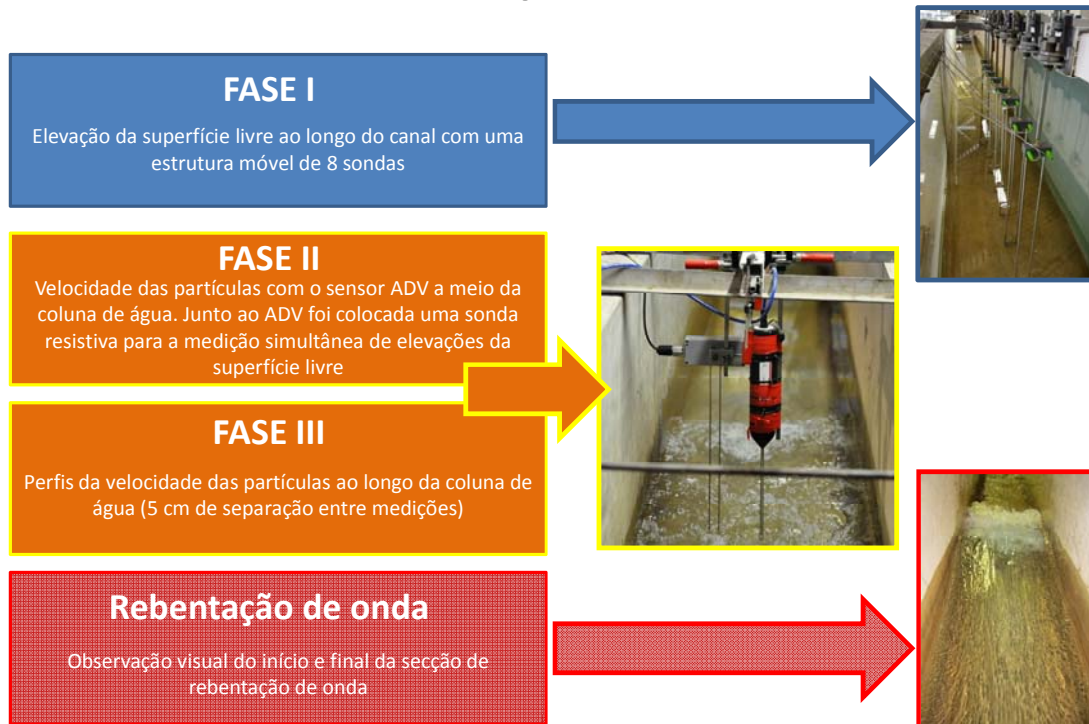 FASE I
Elevação da superfície livre ao longo do canal com uma
estrutura móvel de 8 sondas
FASE II
Velocidade das partículas com o sensor ADV a meio da
coluna de água. Junto ao ADV foi colocada uma sonda
resistiva para a medição simultânea de elevações da
superfície livre
FASE III
Perfis da velocidade das partículas ao longo da coluna de
água (5 cm de separação entre medições)
Rebentação de onda
Observação visual do início e final da secção de
rebentação de onda